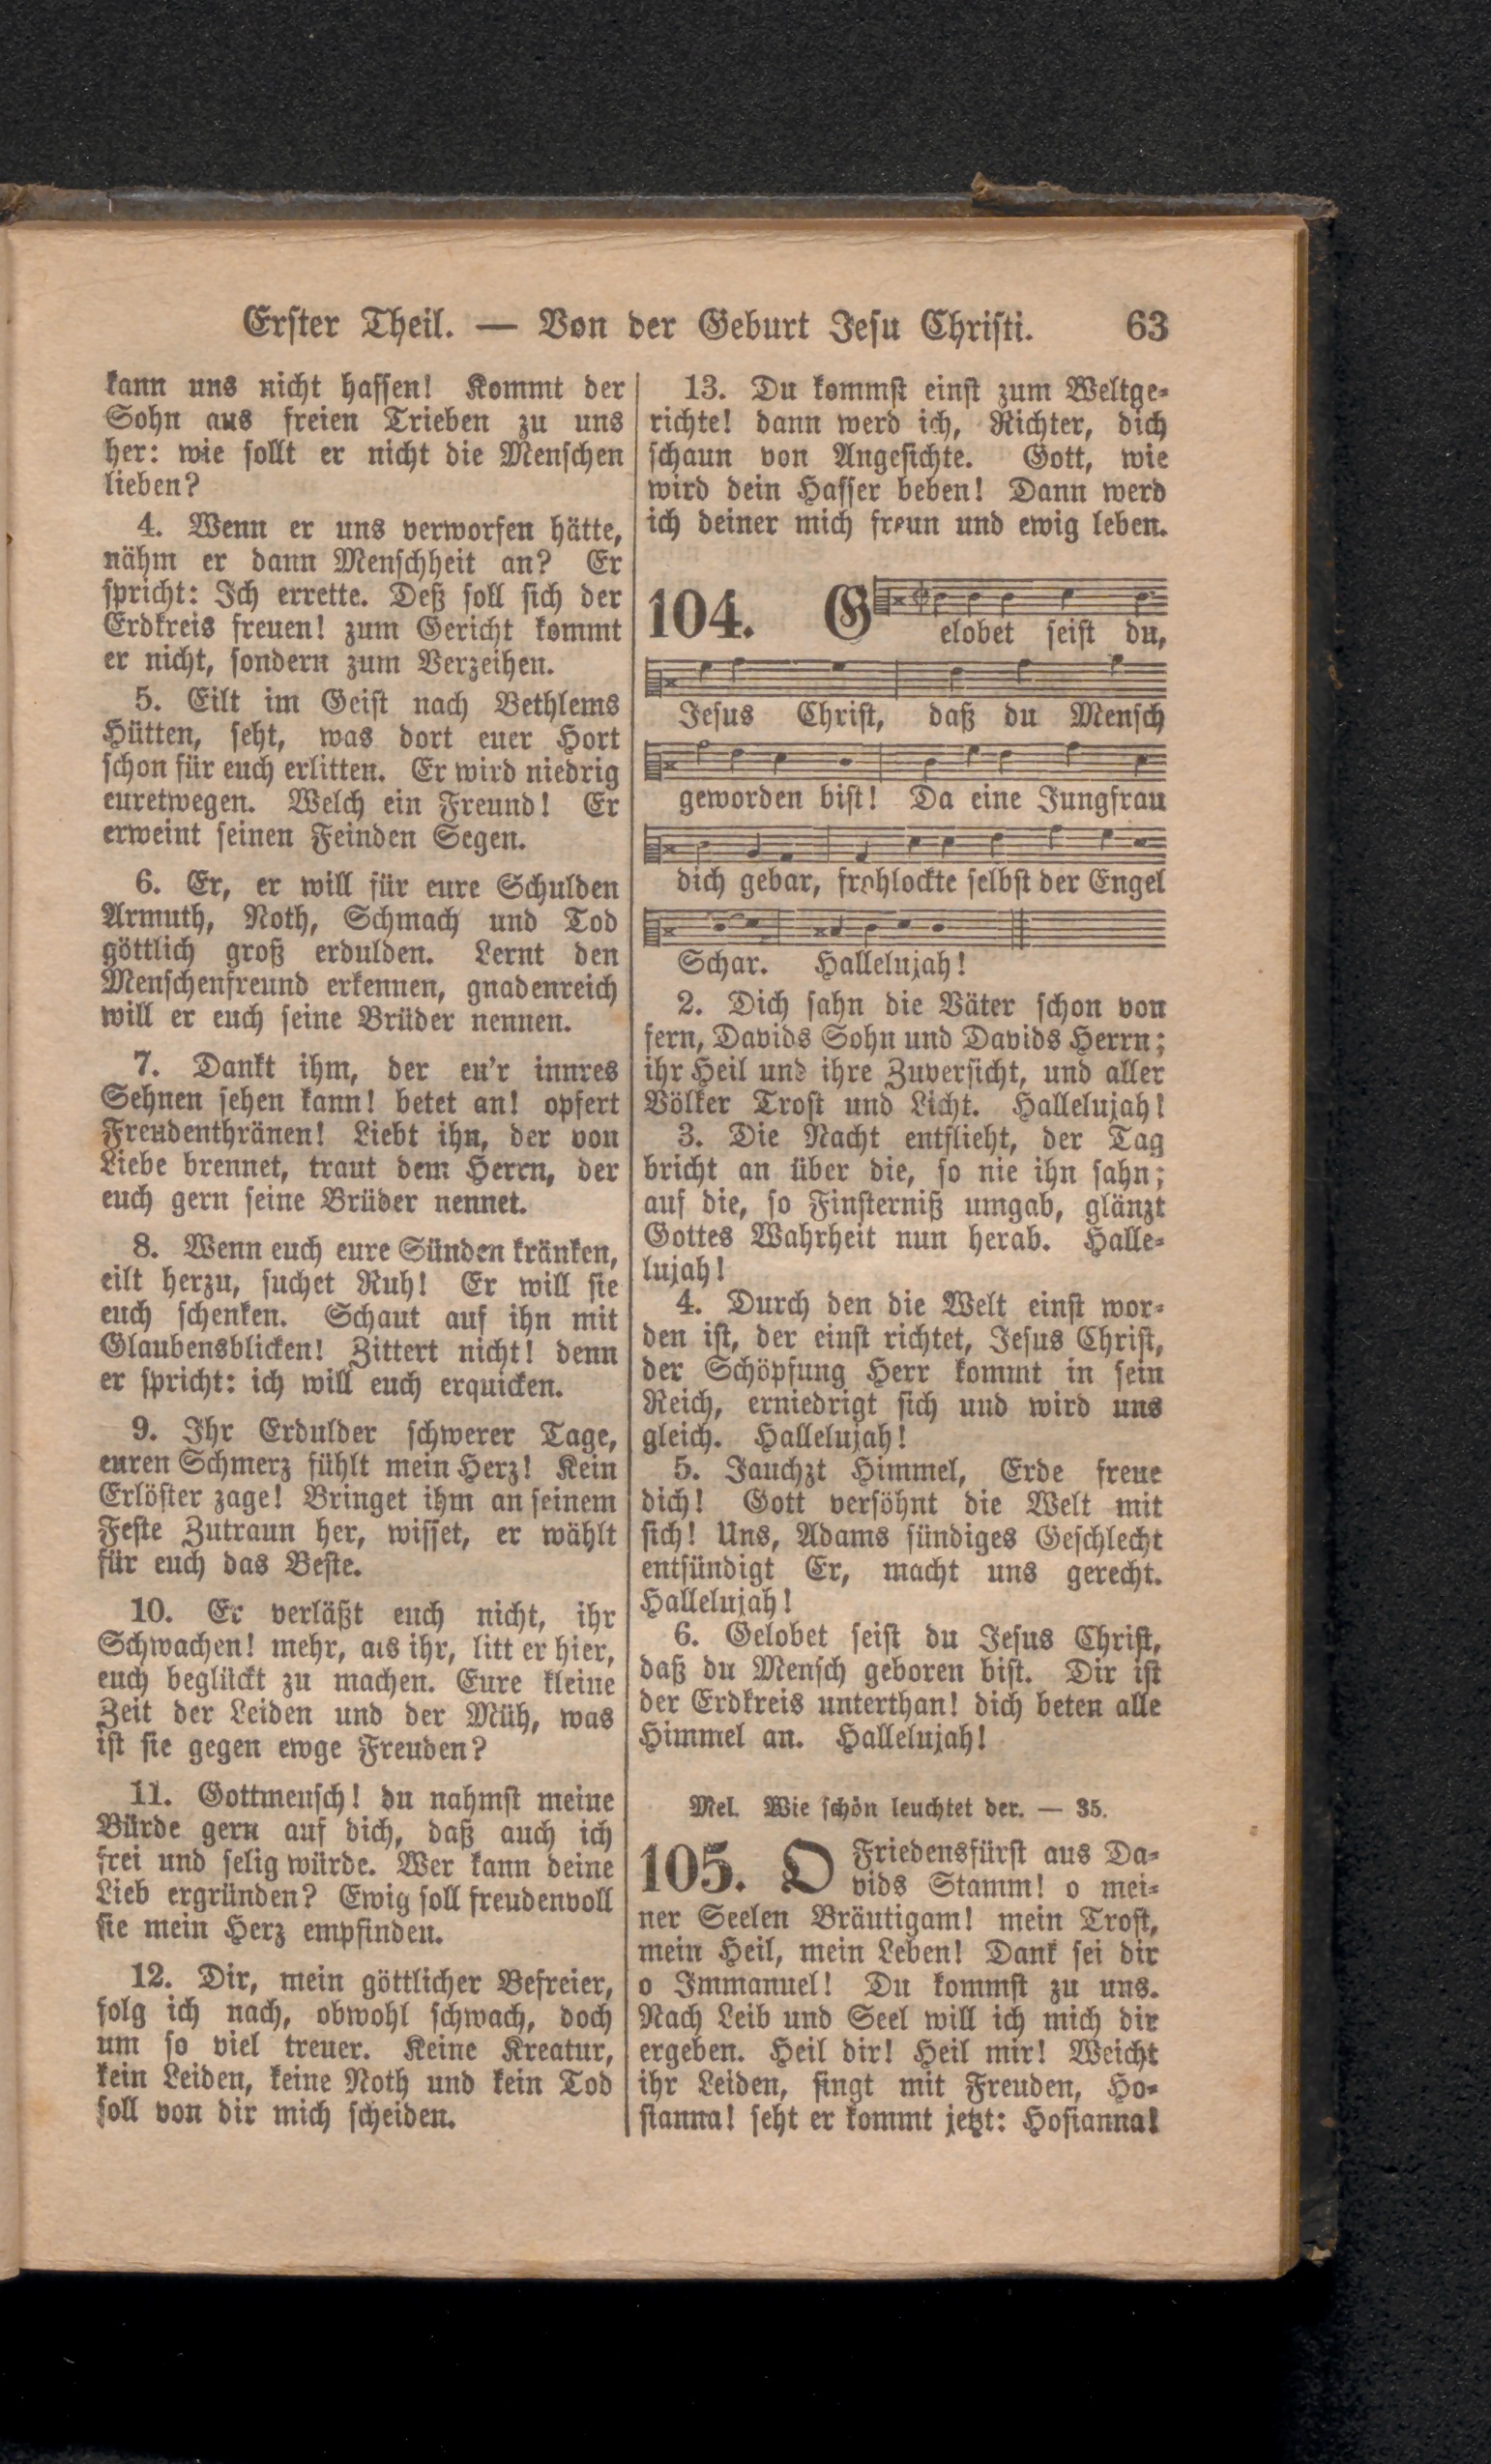 Erster Theil. — Von der Geburt Jesu Christi. 63
kann uns nicht hassen! Kommt der
Sohn aus freien Trieben zu uns
her: wie sollt er nicht die Menschen
lieben?
4. Wenn er uns verworfen hätte,
nähm er dann Menschheit an? Er
spricht: Ich errette. Deß soll sich der
Erdkreis freuen! zum Gericht kommt
er nicht, sondern zum Verzeihen.
5. Eilt im Geist nach Bethlems
Hütten, seht, was dort euer Hort
schon für euch erlitten. Er wird niedrig
euretwegen. Welch ein Freund! Er
erweint seinen Feinden Segen.
6. Er, er will für eure Schulden
Armuth, Noth, Schmach und Tod
göttlich groß erdulden. Lernt den
Menschenfreund erkennen, gnadenreich
will er euch seine Brüder nennen.
7. Dankt ihm, der eu'r innres
Sehnen sehen kann! betet an! opfert
Freudenthränen! Liebt ihn, der von
Liebe brennet, traut dem Herrn, der
euch gern seine Brüder nennet.
8. Wenn euch eure Sünden kränken,
eilt herzu, suchet Ruh! Er will sie
euch schenken. Schaut auf ihn mit
Glaubensblicken! Zittert nicht! denn
er spricht: ich will euch erquicken.
9. Ihr Erdulder schwerer Tage,
euren Schmerz fühlt mein Herz! Kein
Erlöster zage! Bringet ihm an seinem
Feste Zutraun her, wisset, er wählt
für euch das Beste.
10. Er verläßt euch nicht, ihr
Schwachen! mehr, als ihr, litt er hier,
euch beglückt zu machen. Eure kleine
Zeit der Leiden und der Müh, was
ist sie gegen ewge Freuden?
11. Gottmensch! du nahmst meine
Bürde gern auf dich, daß auch ich
frei und selig würde. Wer kann deine
Lieb ergründen? Ewig soll freudenvoll
sie mein Herz empfinden.
12. Dir, mein göttlicher Befreier,
folg ich nach, obwohl schwach, doch
um so viel treuer. Keine Kreatur,
kein Leiden, keine Noth und kein Tod
soll von dir mich scheiden.
13. Du kommst einst zum Weltge-
richte! dann werd ich, Richter, dich
schaun von Angesichte. Gott, wie
wird dein Hasser beben! Dann werd
ich deiner mich freun und ewig leben.
104. Gelobet seist du,
Jesus Christ, daß du Mensch
geworden bist! Da eine Jungfrau
dich gebar, frohlockte selbst der Engel
Schar. Hallelujah!
2. Dich sahn die Väter schon von
fern, Davids Sohn und Davids Herrn;
ihr Heil und ihre Zuversicht, und aller
Völker Trost und Licht. Hallelujah!
3. Die Nacht entflieht, der Tag
bricht an über die, so nie ihn sahn;
auf die, so Finsterniß umgab, glänzt
Gottes Wahrheit nun herab. Halle-
lujah!
4. Durch den die Welt einst wor-
den ist, der einst richtet, Jesus Christ,
der Schöpfung Herr kommt in sein
Reich, erniedrigt sich und wird uns
gleich. Hallelujah!
5. Jauchzt Himmel, Erde freue
dich! Gott versöhnt die Welt mit
sich! Uns, Adams sündiges Geschlecht
entsündigt Er, macht uns gerecht.
Hallelujah!
6. Gelobet seist du Jesus Christ,
daß du Mensch geboren bist. Dir ist
der Erdkreis unterthan! dich beten alle
Himmel an. Hallelujah!
Mel. Wie schön leuchtet der. — 35.
105. O Friedensfürst aus Da-
vids Stamm! o mei-
ner Seelen Bräutigam! mein Trost,
mein Heil, mein Leben! Dank sei dir
o Immanuel! Du kommst zu uns.
Nach Leib und Seel will ich mich dir
ergeben. Heil dir! Heil mir! Weicht
ihr Leiden, singt mit Freuden, Ho-
sianna! seht er kommt jetzt: Hosianna!